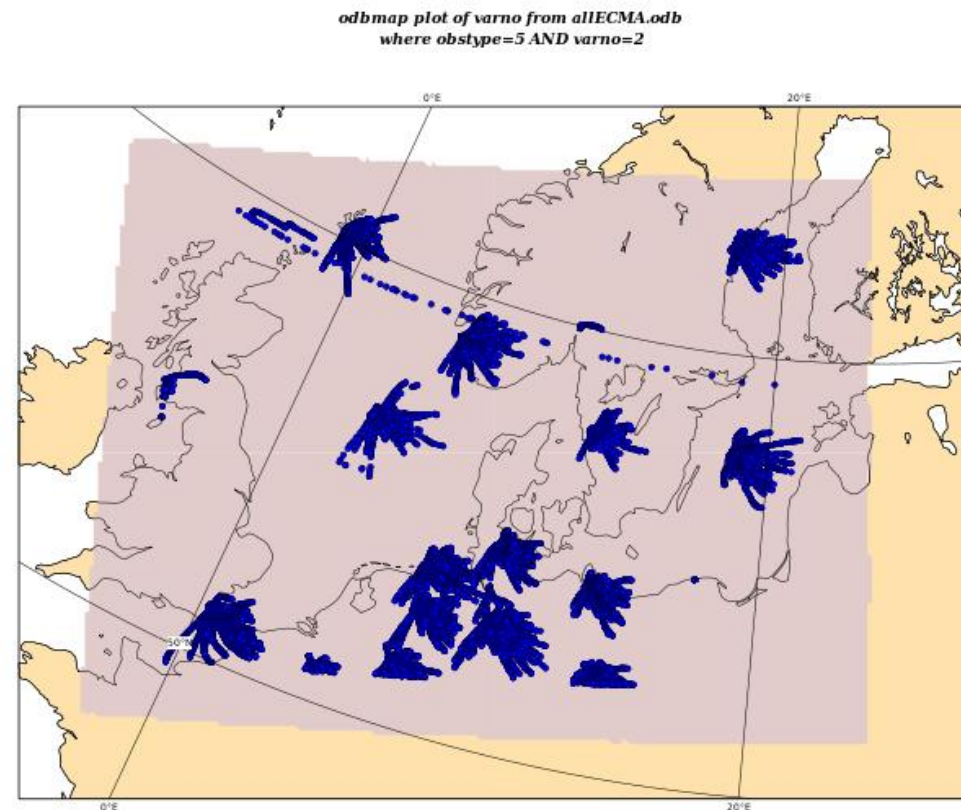 odbmap plot of varno from allECMA.odb
where obstype=5 AND varno=2
0°E
20°E
50°N
0°E
20°E